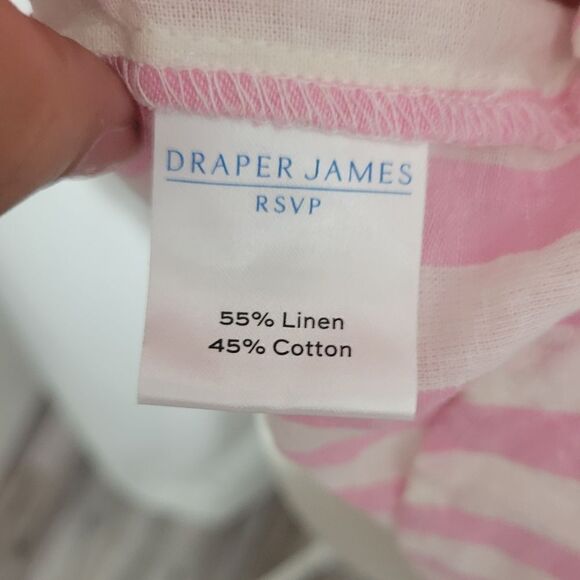 DRAPER JAMES
RSVP
55% Linen
45% Cotton